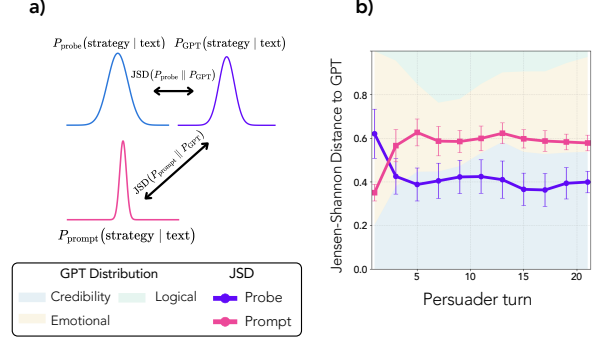 a)
P_probe(strategy | text) P_GPT(strategy | text)
JSD(P_probe ∥ P_GPT)
JSD(P_prompt ∥ P_GPT)
P_prompt(strategy | text)
GPT Distribution
JSD
Credibility
Logical
Probe
Emotional
Prompt
b)
Jensen-Shannon Distance to GPT
0.8
0.6
0.4
0.2
0.0
5 10 15 20
Persuader turn